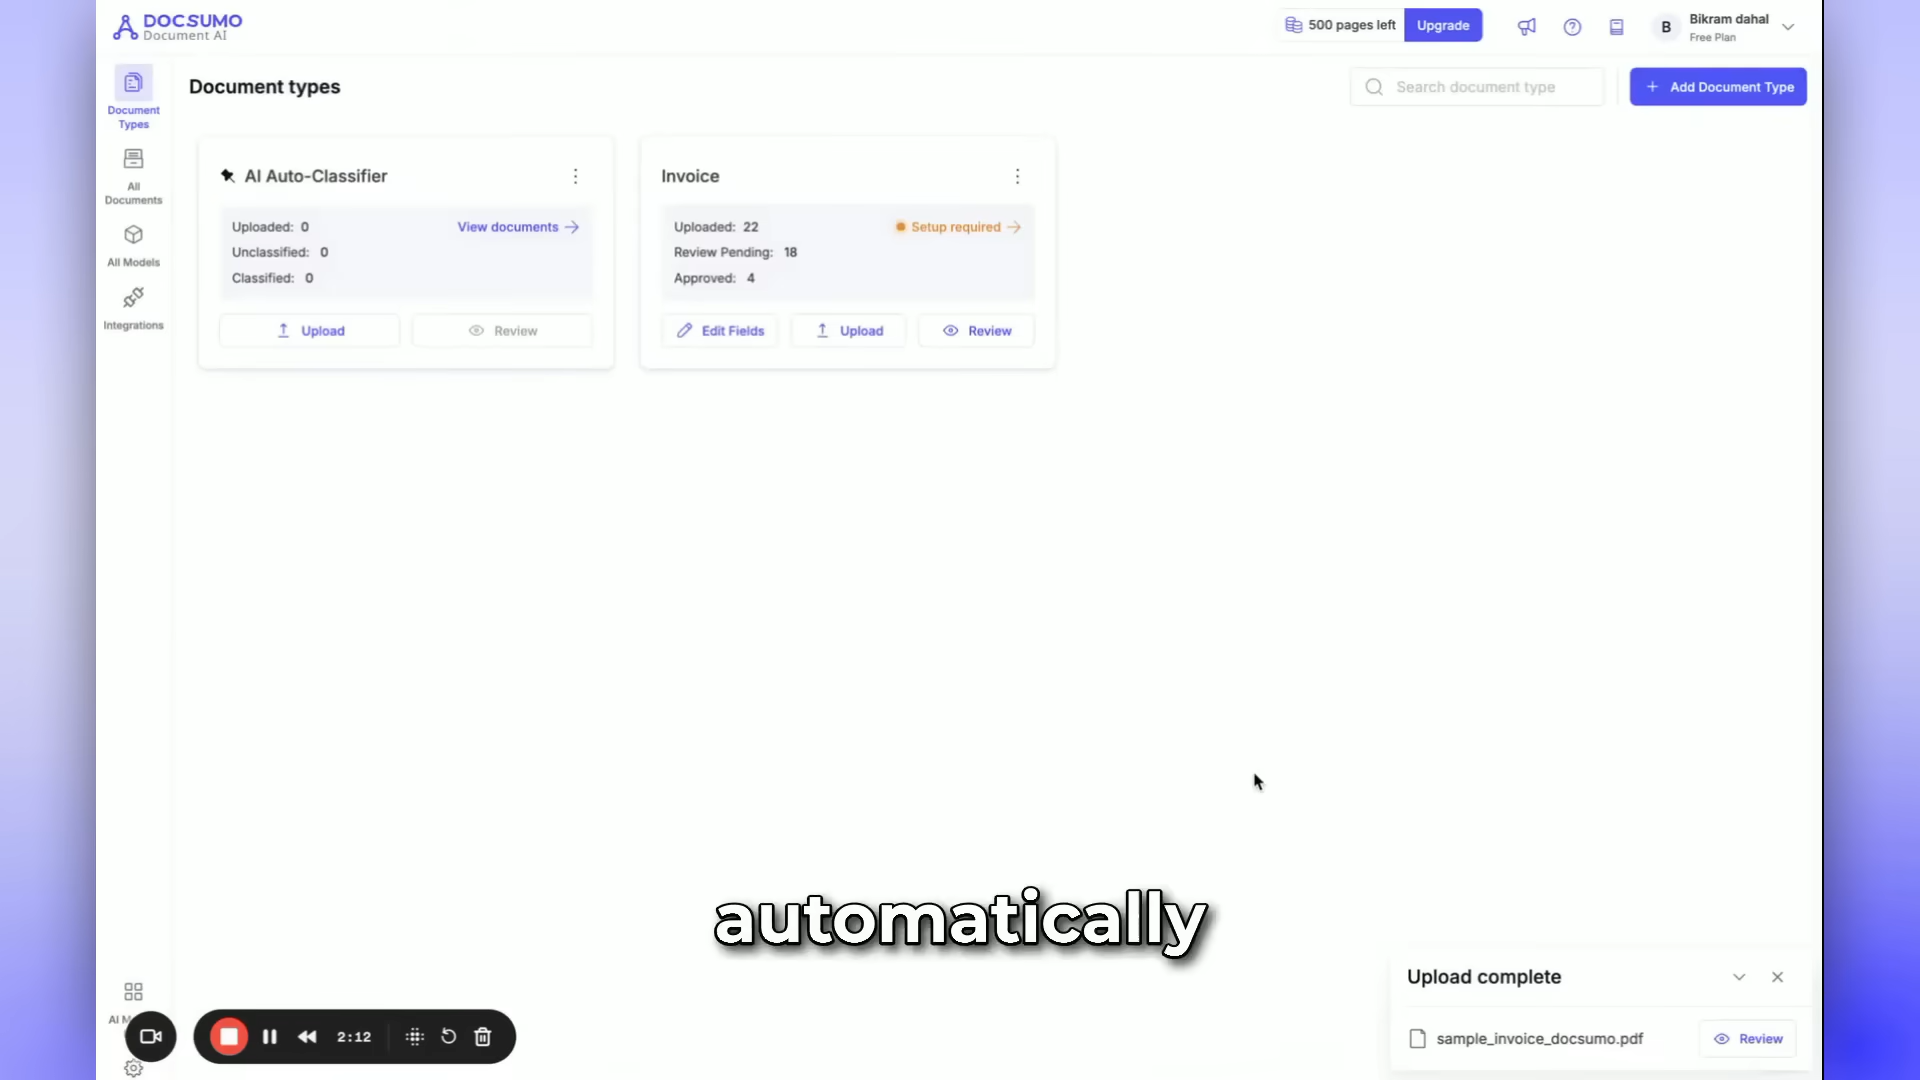 DOCSUMO
Document AI
500 pages left
Upgrade
B
Bikram dahal
Free Plan
Document Types
All Documents
All Models
Integrations
Document types
Search document type
+ Add Document Type
AI Auto-Classifier
Uploaded: 0
View documents →
Unclassified: 0
Classified: 0
Upload
Review
Invoice
Uploaded: 22
Setup required →
Review Pending: 18
Approved: 4
Edit Fields
Upload
Review
automatically
AI
2:12
Upload complete
sample_invoice_docsumo.pdf
Review